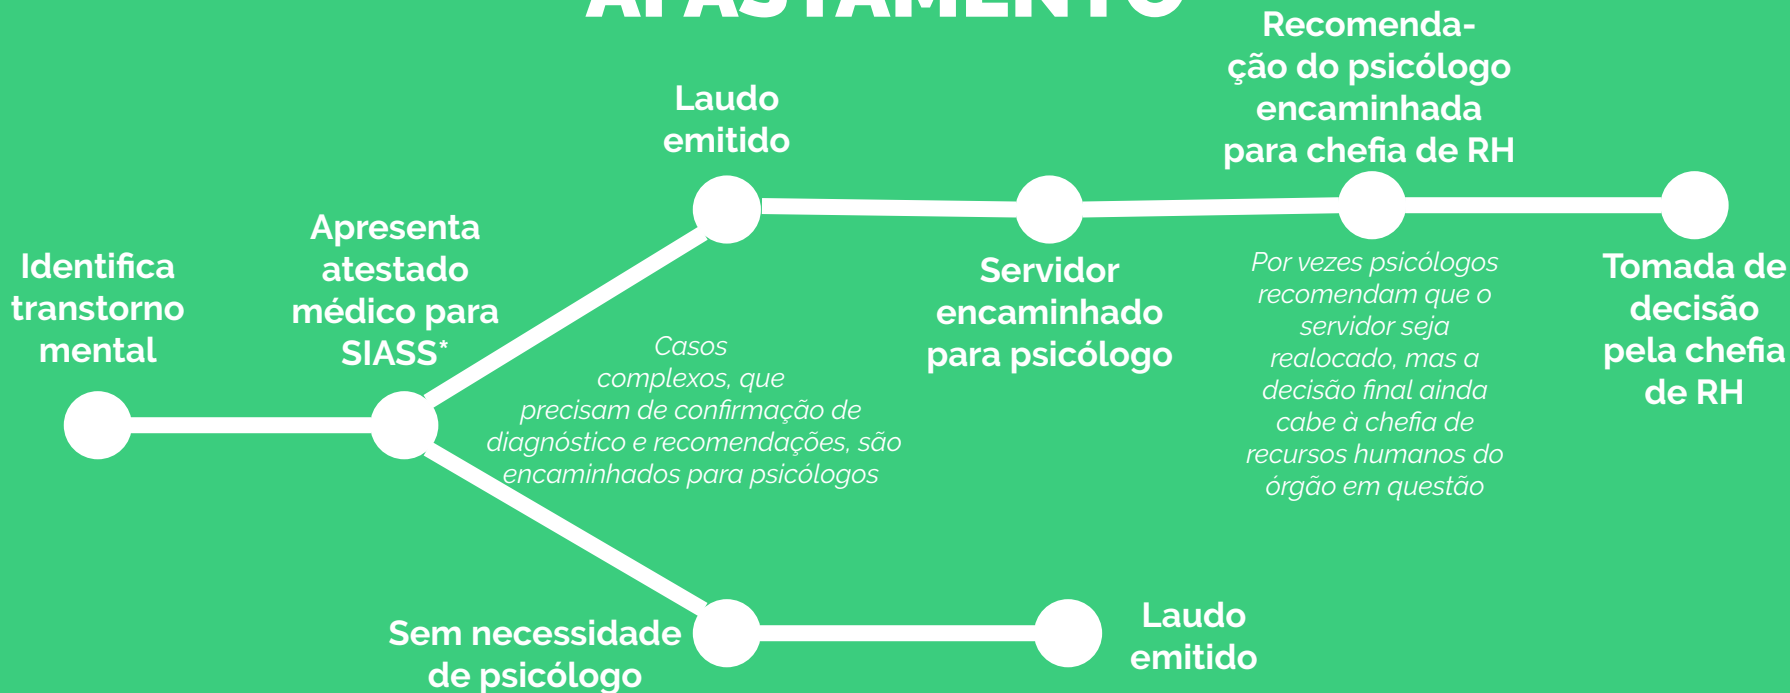 AFASTAMENTO
Identifica
transtorno
mental
Apresenta
atestado
médico para
SIASS*
Laudo
emitido
Casos
complexos, que
precisam de confirmação de
diagnóstico e recomendações, são
encaminhados para psicólogos
Servidor
encaminhado
para psicólogo
Recomenda-
ção do psicólogo
encaminhada
para chefia de RH
Por vezes psicólogos
recomendam que o
servidor seja
realocado, mas a
decisão final ainda
cabe à chefia de
recursos humanos do
órgão em questão
Tomada de
decisão
pela chefia
de RH
Sem necessidade
de psicólogo
Laudo
emitido